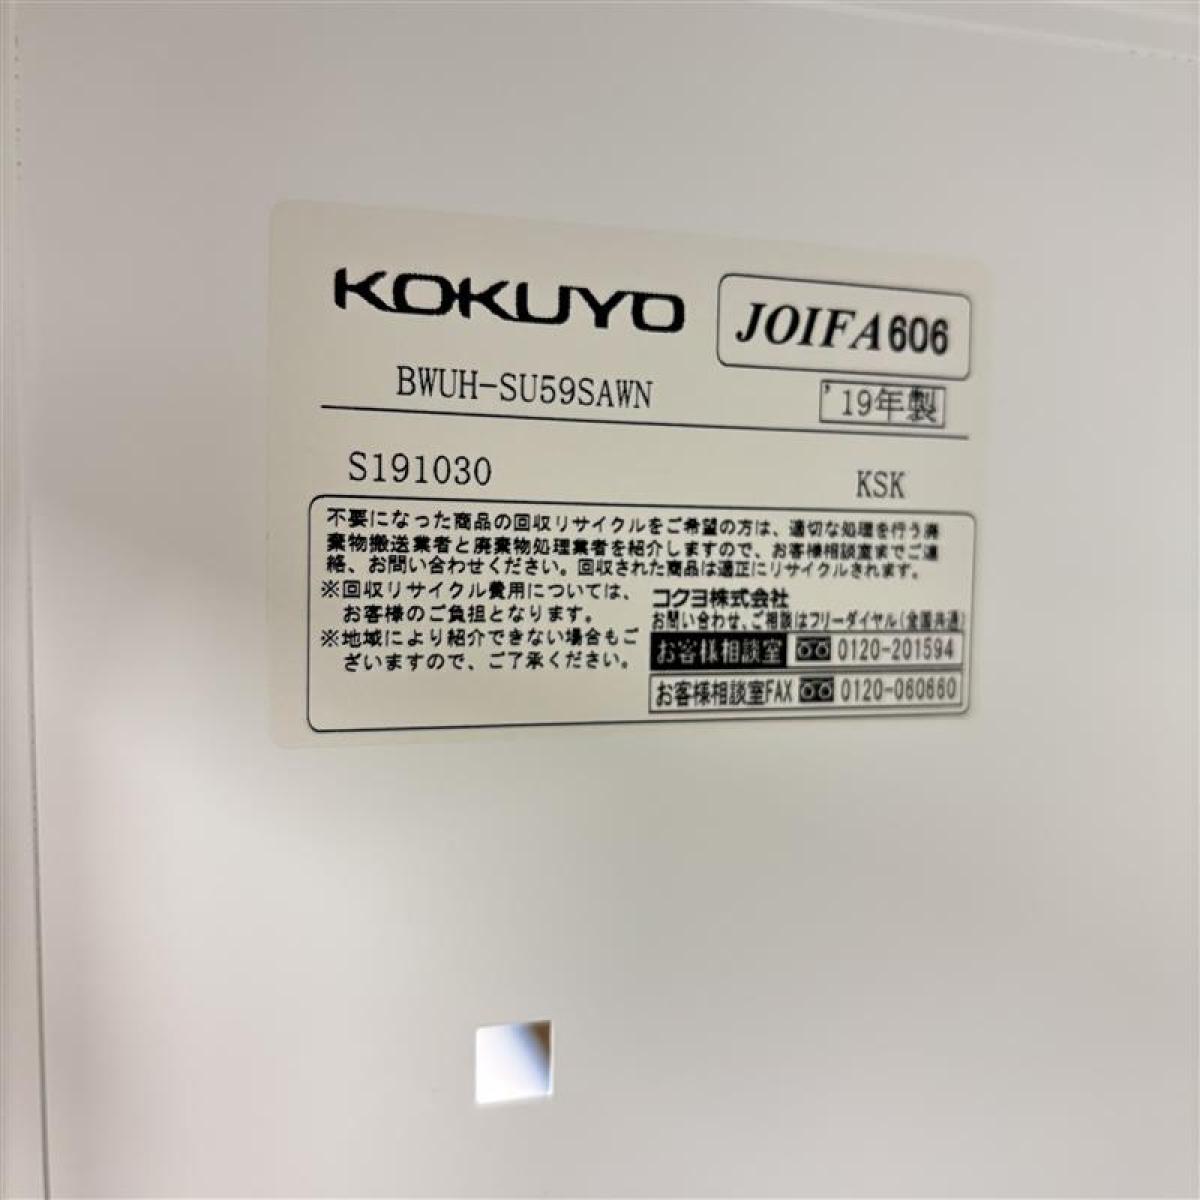 KOKUYO
JOIFA606
BWUH-SU59SAWN
'19年製
S191030
KSK
不要になった商品の回収リサイクルをご希望の方は、適切な処理を行う廃
棄物搬送業者と廃棄物処理業者を紹介しますので、お客様相談室までご連
絡、お問い合わせください。回収された商品は適正にリサイクルされます。
※回収リサイクル費用については、
お客様のご負担となります。
※地域により紹介できない場合もご
ざいますので、ご了承ください。
コクヨ株式会社
お問い合わせ、ご相談はフリーダイヤル(全国共通)
お客様相談室 0120-201594
お客様相談室FAX 0120-060660